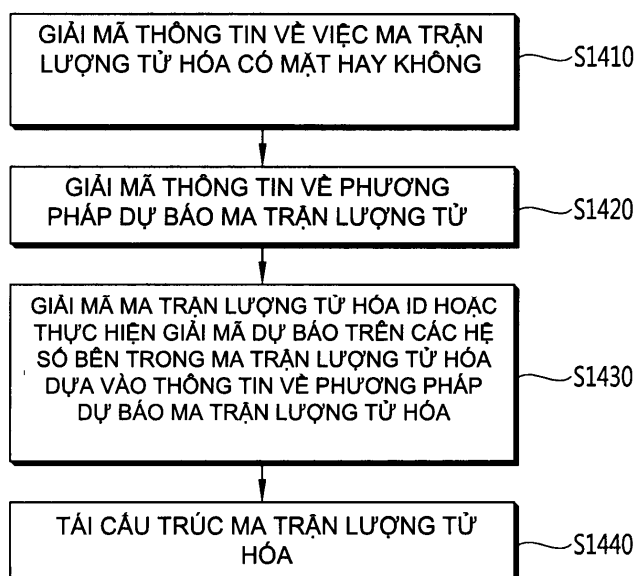 GIẢI MÃ THÔNG TIN VỀ VIỆC MA TRẬN
LƯỢNG TỬ HÓA CÓ MẶT HAY KHÔNG
S1410
GIẢI MÃ THÔNG TIN VỀ PHƯƠNG
PHÁP DỰ BÁO MA TRẬN LƯỢNG TỬ
S1420
GIẢI MÃ MA TRẬN LƯỢNG TỬ HÓA ID HOẶC
THỰC HIỆN GIẢI MÃ DỰ BÁO TRÊN CÁC HỆ
SỐ BÊN TRONG MA TRẬN LƯỢNG TỬ HÓA
DỰA VÀO THÔNG TIN VỀ PHƯƠNG PHÁP
DỰ BÁO MA TRẬN LƯỢNG TỬ HÓA
S1430
TÁI CẤU TRÚC MA TRẬN LƯỢNG TỬ
HÓA
S1440